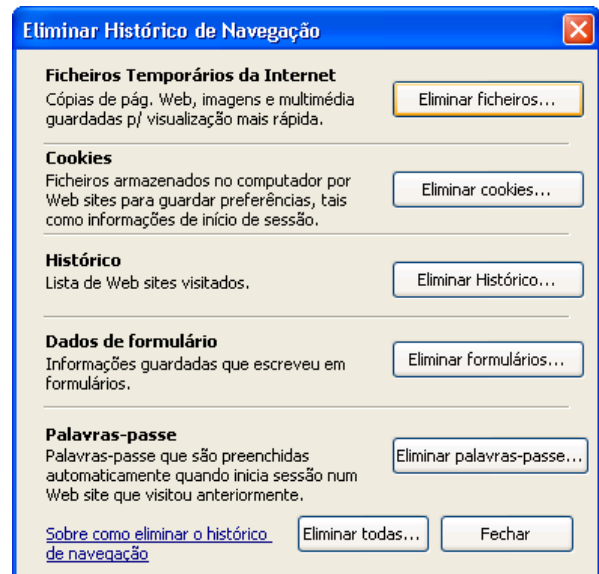 Eliminar Histórico de Navegação
Ficheiros Temporários da Internet
Cópias de pág. Web, imagens e multimédia
guardadas p/ visualização mais rápida.
Eliminar ficheiros...
Cookies
Ficheiros armazenados no computador por
Web sites para guardar preferências, tais
como informações de início de sessão.
Eliminar cookies...
Histórico
Lista de Web sites visitados.
Eliminar Histórico...
Dados de formulário
Informações guardadas que escreveu em
formulários.
Eliminar formulários...
Palavras-passe
Palavras-passe que são preenchidas
automaticamente quando inicia sessão num
Web site que visitou anteriormente.
Eliminar palavras-passe...
Sobre como eliminar o histórico
de navegação
Eliminar todas...
Fechar